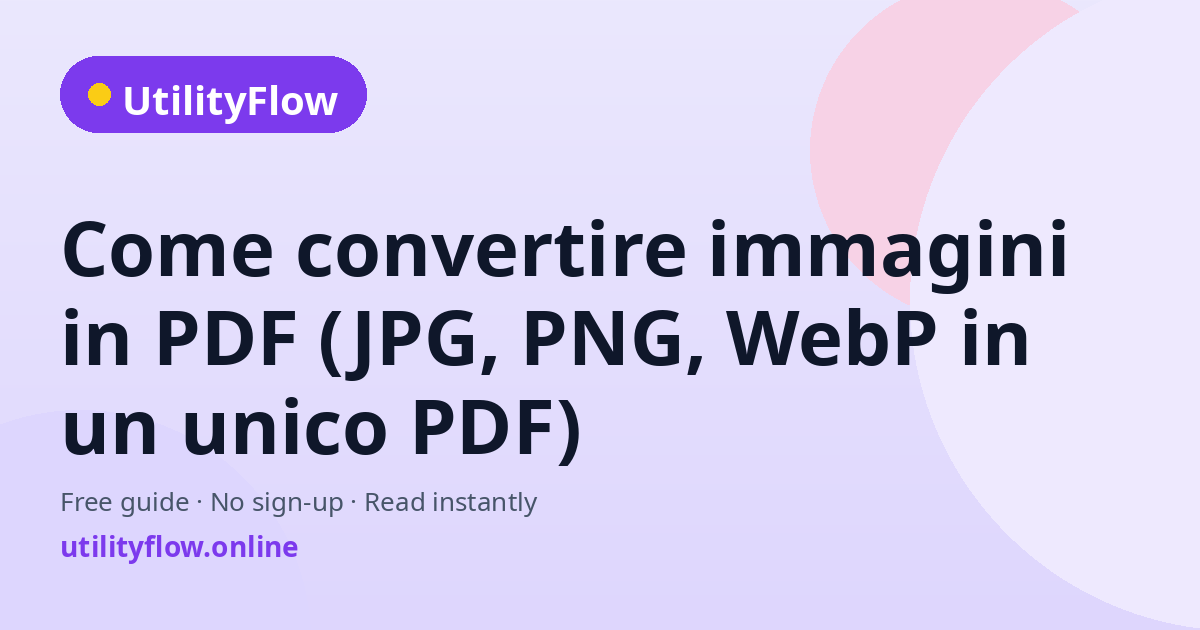 UtilityFlow
Come convertire immagini
in PDF (JPG, PNG, WebP in
un unico PDF)
Free guide · No sign-up · Read instantly
utilityflow.online